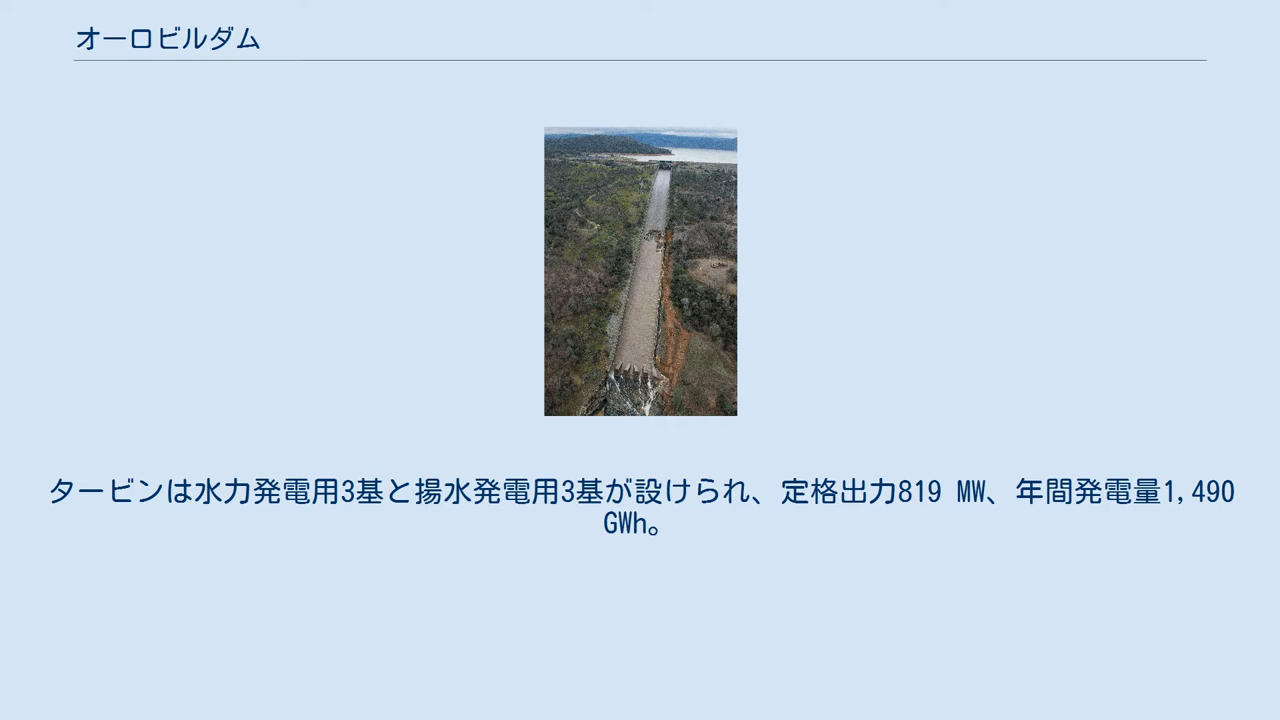 オーロビルダム
タービンは水力発電用3基と揚水発電用3基が設けられ、定格出力819 MW、年間発電量1,490
GWh。